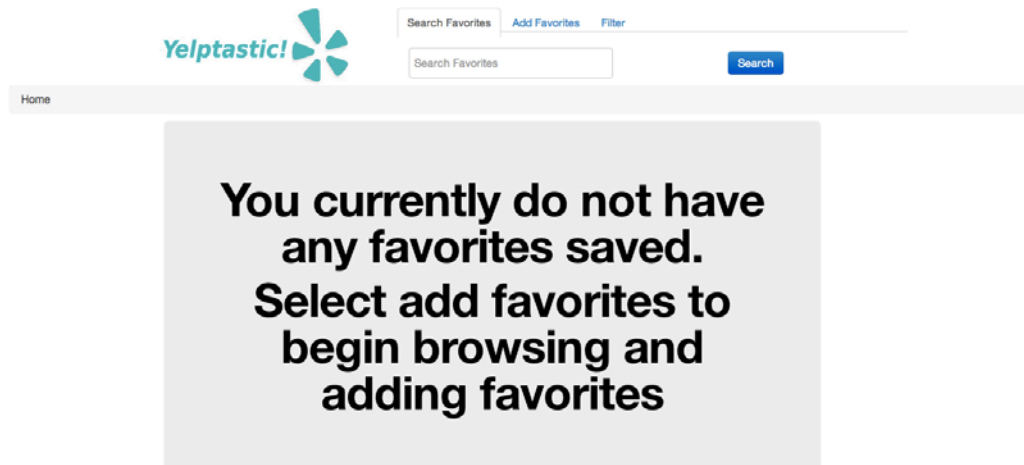 Yelptastic!
Search Favorites Add Favorites Filter
Search Favorites Search
Home
You currently do not have
any favorites saved.
Select add favorites to
begin browsing and
adding favorites